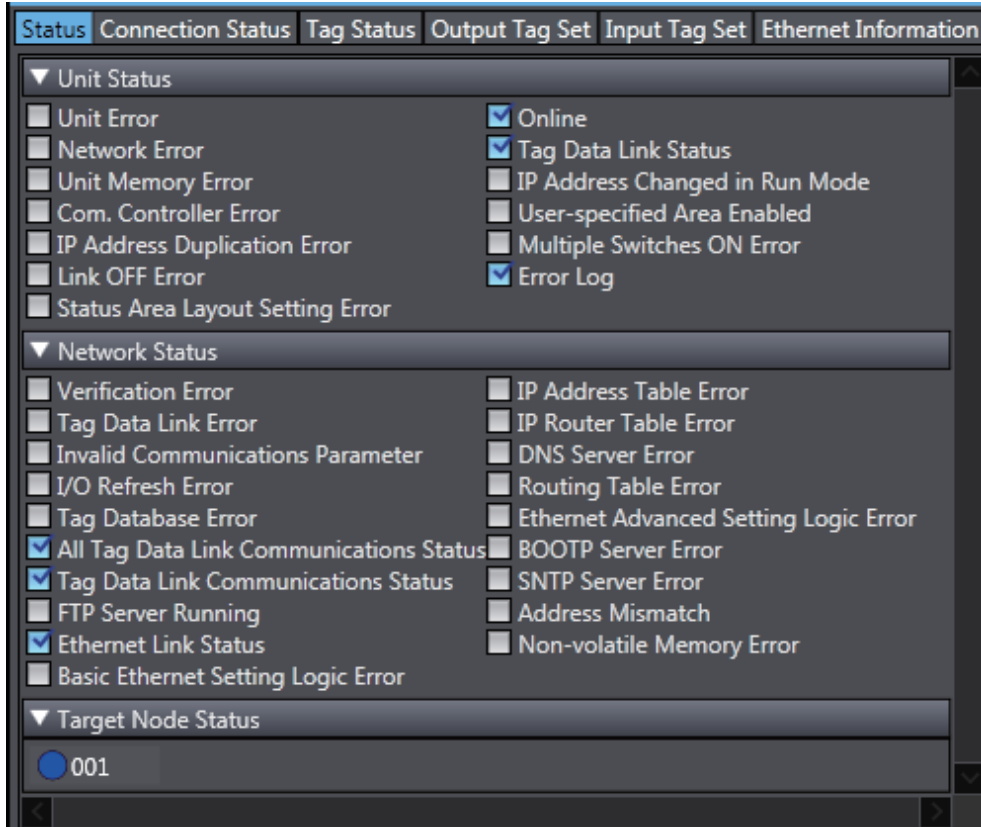 Status Connection Status Tag Status Output Tag Set Input Tag Set Ethernet Information
Unit Status
Unit Error
Network Error
Unit Memory Error
Com. Controller Error
IP Address Duplication Error
Link OFF Error
Status Area Layout Setting Error
Online
Tag Data Link Status
IP Address Changed in Run Mode
User-specified Area Enabled
Multiple Switches ON Error
Error Log
Network Status
Verification Error
Tag Data Link Error
Invalid Communications Parameter
I/O Refresh Error
Tag Database Error
All Tag Data Link Communications Status
Tag Data Link Communications Status
FTP Server Running
Ethernet Link Status
Basic Ethernet Setting Logic Error
IP Address Table Error
IP Router Table Error
DNS Server Error
Routing Table Error
Ethernet Advanced Setting Logic Error
BOOTP Server Error
SNTP Server Error
Address Mismatch
Non-volatile Memory Error
Target Node Status
001